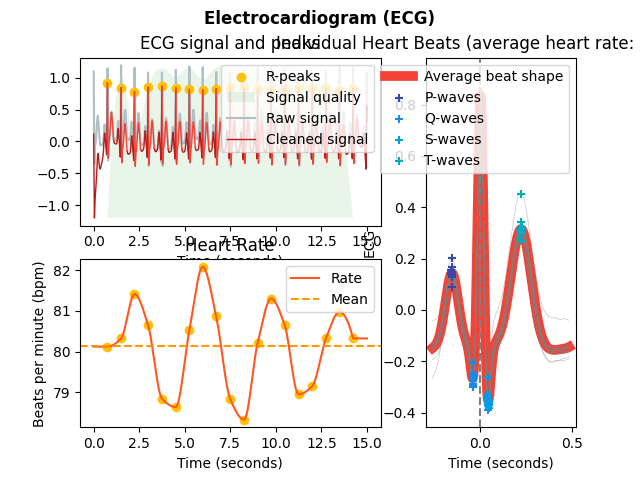 Electrocardiogram (ECG)
ECG signal and peaks
Individual Heart Beats (average heart rate:
R-peaks
Signal quality
Raw signal
Cleaned signal
1.0
0.5
0.0
−0.5
−1.0
0.0 2.5 5.0 7.5 10.0 12.5 15.0
Time (seconds)
Average beat shape
P-waves
Q-waves
S-waves
T-waves
ECG
0.8
0.6
0.4
0.2
0.0
−0.2
−0.4
0.0 0.5
Time (seconds)
Heart Rate
Rate
Mean
Beats per minute (bpm)
82
81
80
79
0.0 2.5 5.0 7.5 10.0 12.5 15.0
Time (seconds)